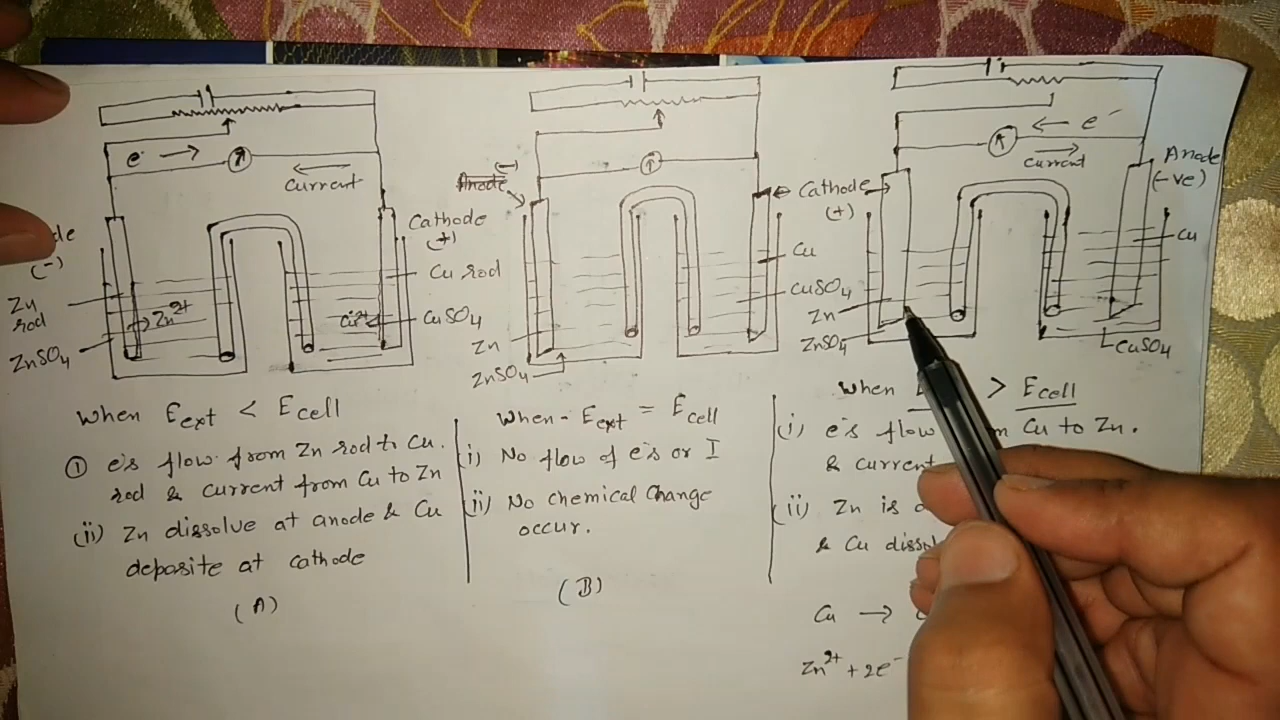 e⁻ →
Current
(-)
Zn
rod
ZnSO4
Zn²⁺
Cathode
(+)
Cu rod
CuSO4
When Eext < Ecell
① e's flow from Zn rod to Cu.
rod & current from Cu to Zn
(ii) Zn dissolve at anode & Cu
deposite at cathode
(A)
(-)
Anode
Cathode
(+)
Cu
CuSO4
Zn
ZnSO4
When - Eext = Ecell
(i) No flow of e's or I
(ii) No chemical change
occur.
(B)
← e⁻
Current
Anode
(-ve)
Cu
Zn
ZnSO4
CuSO4
When > Ecell
(i) e's flow Cu to Zn.
& current
(ii) Zn is
& Cu
Cu →
Zn²⁺ + 2e⁻